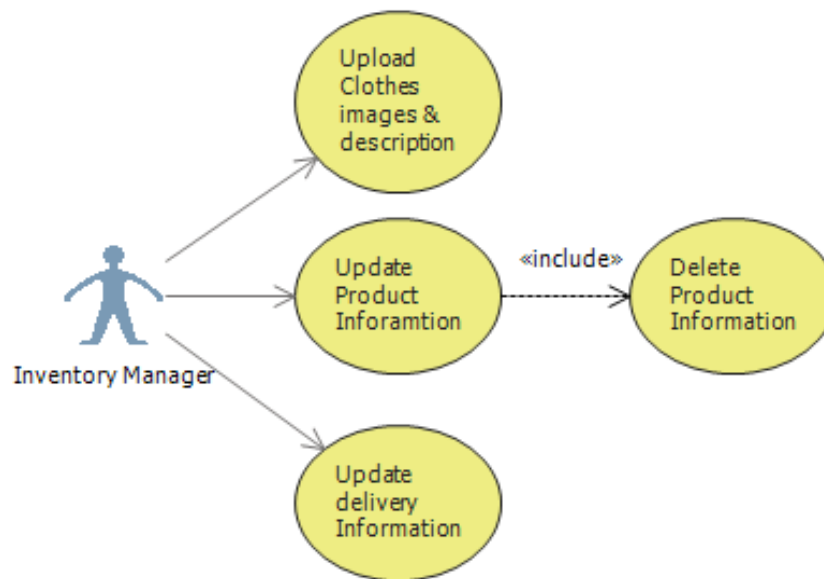 Upload
Clothes
images &
description
Update
Product
Inforamtion
«include»
Delete
Product
Information
Inventory Manager
Update
delivery
Information